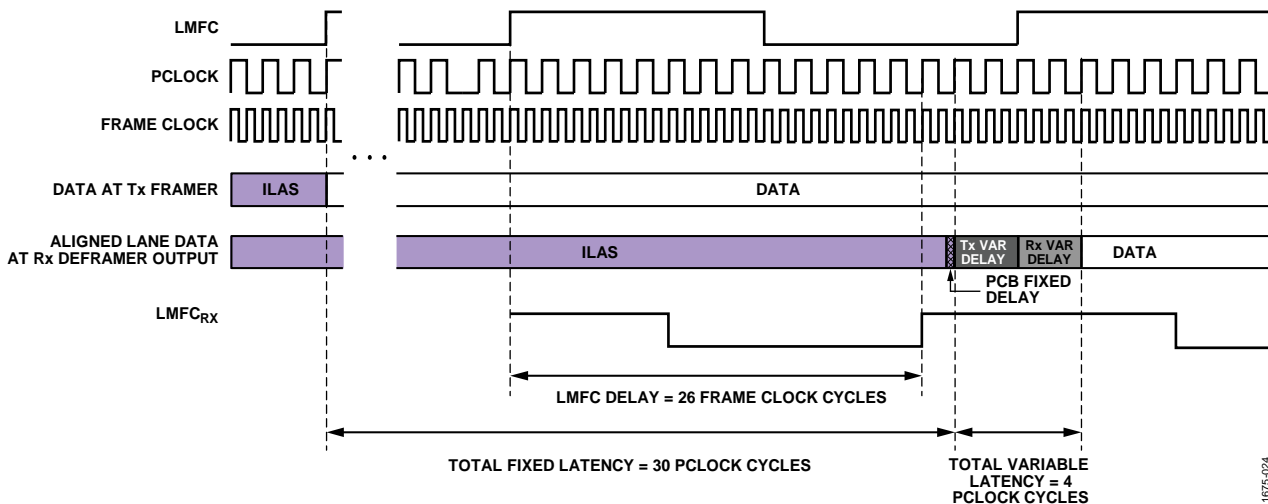 LMFC
PCLOCK
FRAME CLOCK
DATA AT Tx FRAMER
ILAS
DATA
ALIGNED LANE DATA
AT Rx DEFRAMER OUTPUT
ILAS
Tx VAR
DELAY
Rx VAR
DELAY
DATA
PCB FIXED
DELAY
LMFCRX
LMFC DELAY = 26 FRAME CLOCK CYCLES
TOTAL FIXED LATENCY = 30 PCLOCK CYCLES
TOTAL VARIABLE
LATENCY = 4
PCLOCK CYCLES